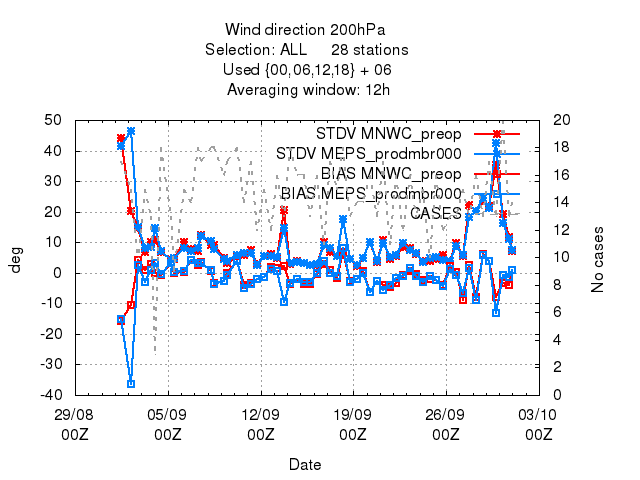 Wind direction 200hPa
Selection: ALL 28 stations
Used {00,06,12,18} + 06
Averaging window: 12h
STDV MNWC_preop
STDV MEPS_prodmbr000
BIAS MNWC_preop
BIAS MEPS_prodmbr000
CASES
deg
50
40
30
20
10
0
-10
-20
-30
-40
No cases
20
18
16
14
12
10
8
6
4
2
0
29/08 05/09 12/09 19/09 26/09 03/10
00Z 00Z 00Z 00Z 00Z 00Z
Date